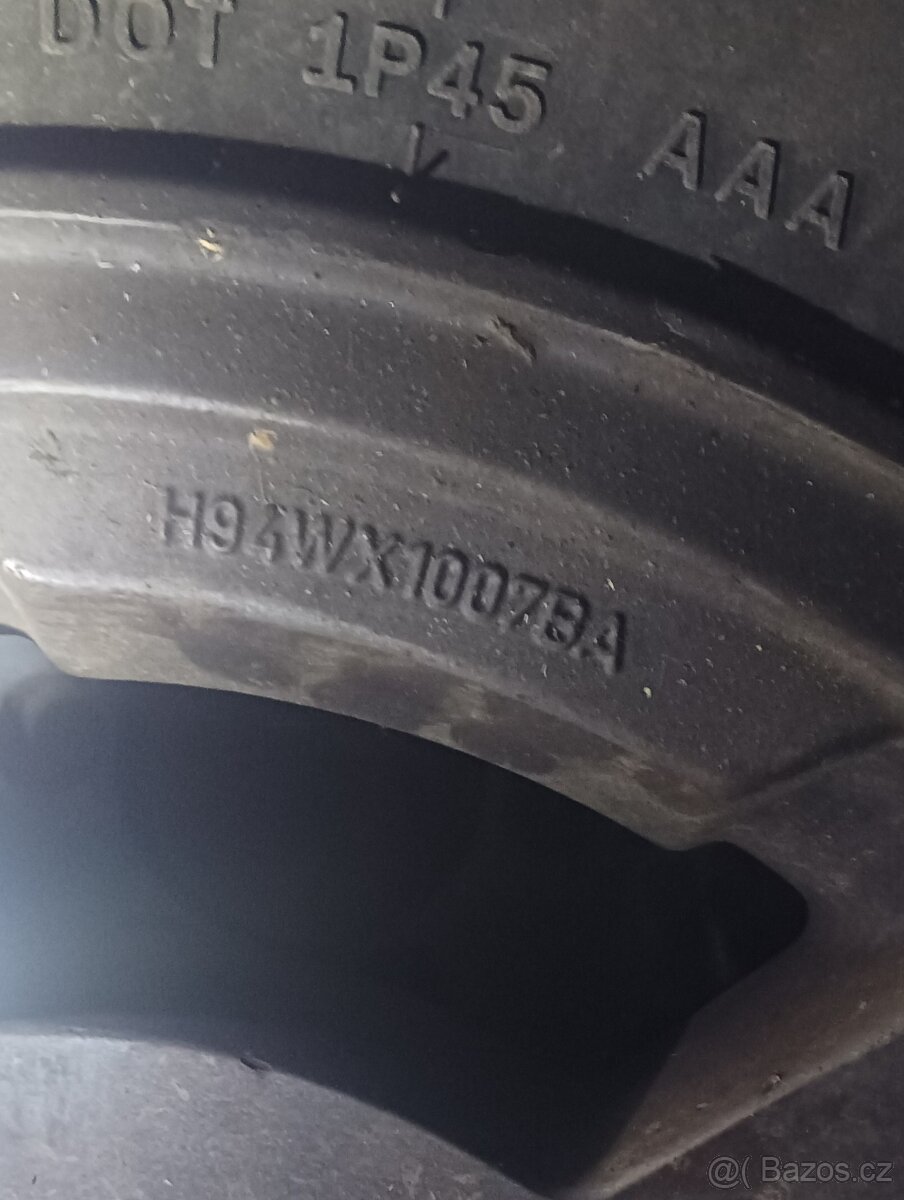 DOT 1P45 AAA
H94WX1007BA
@( Bazos.cz